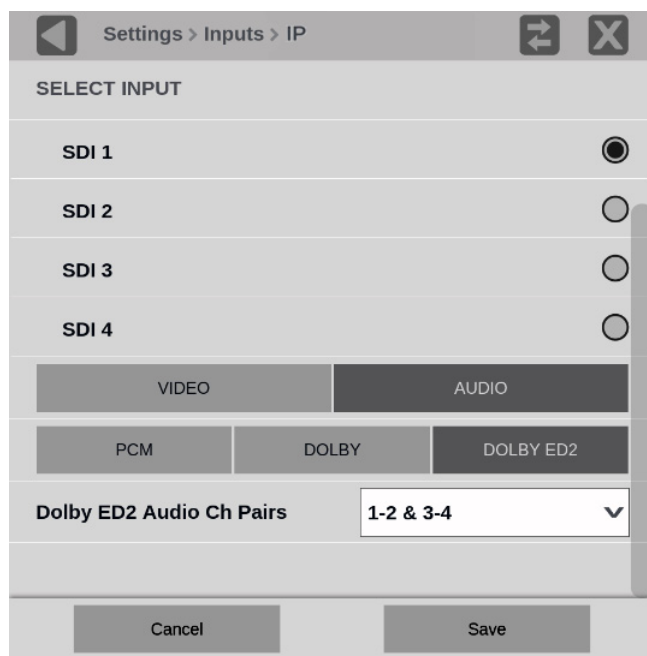 Settings > Inputs > IP
SELECT INPUT
SDI 1
SDI 2
SDI 3
SDI 4
VIDEO AUDIO
PCM DOLBY DOLBY ED2
Dolby ED2 Audio Ch Pairs 1-2 & 3-4
Cancel Save